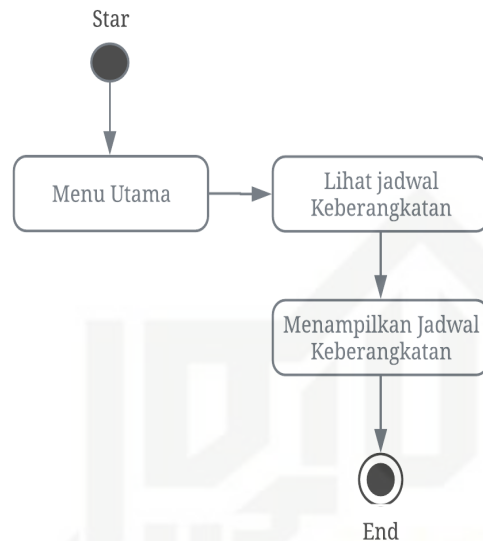 Star
Menu Utama
Lihat jadwal
Keberangkatan
Menampilkan Jadwal
Keberangkatan
End